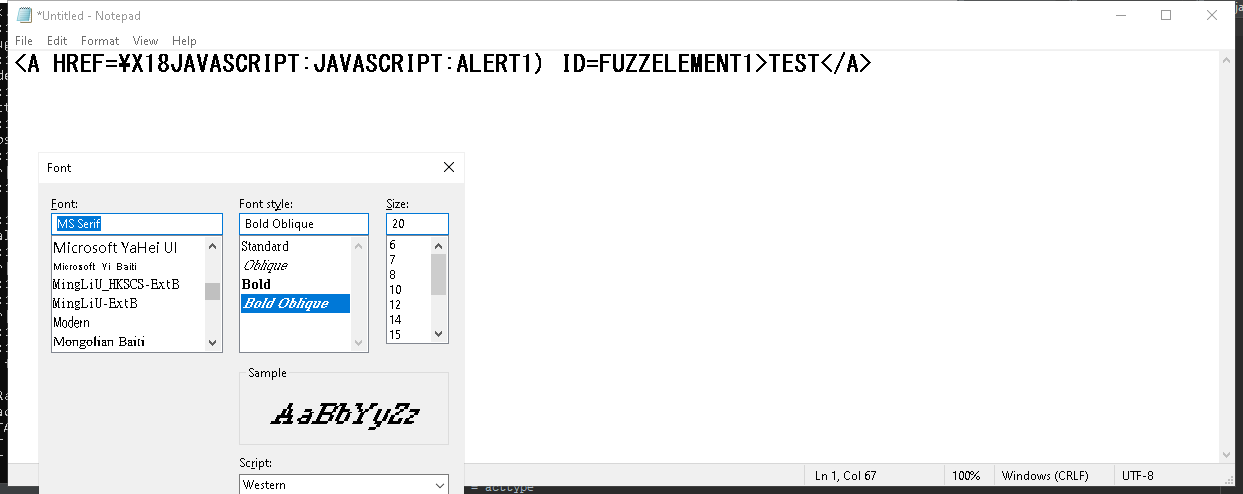 *Untitled - Notepad
File Edit Format View Help
<A HREF=¥X18JAVASCRIPT:JAVASCRIPT:ALERT1) ID=FUZZELEMENT1>TEST</A>
Font
Font: Font style: Size:
MS Serif Bold Oblique 20
Microsoft YaHei UI Standard 6
Microsoft Yi Baiti Oblique 7
MingLiU_HKSCS-ExtB Bold 8
MingLiU-ExtB Bold Oblique 10
Modern 12
Mongolian Baiti 14
15
Sample
AaBbYyZz
Script:
Western
Ln 1, Col 67 100% Windows (CRLF) UTF-8
= acctype